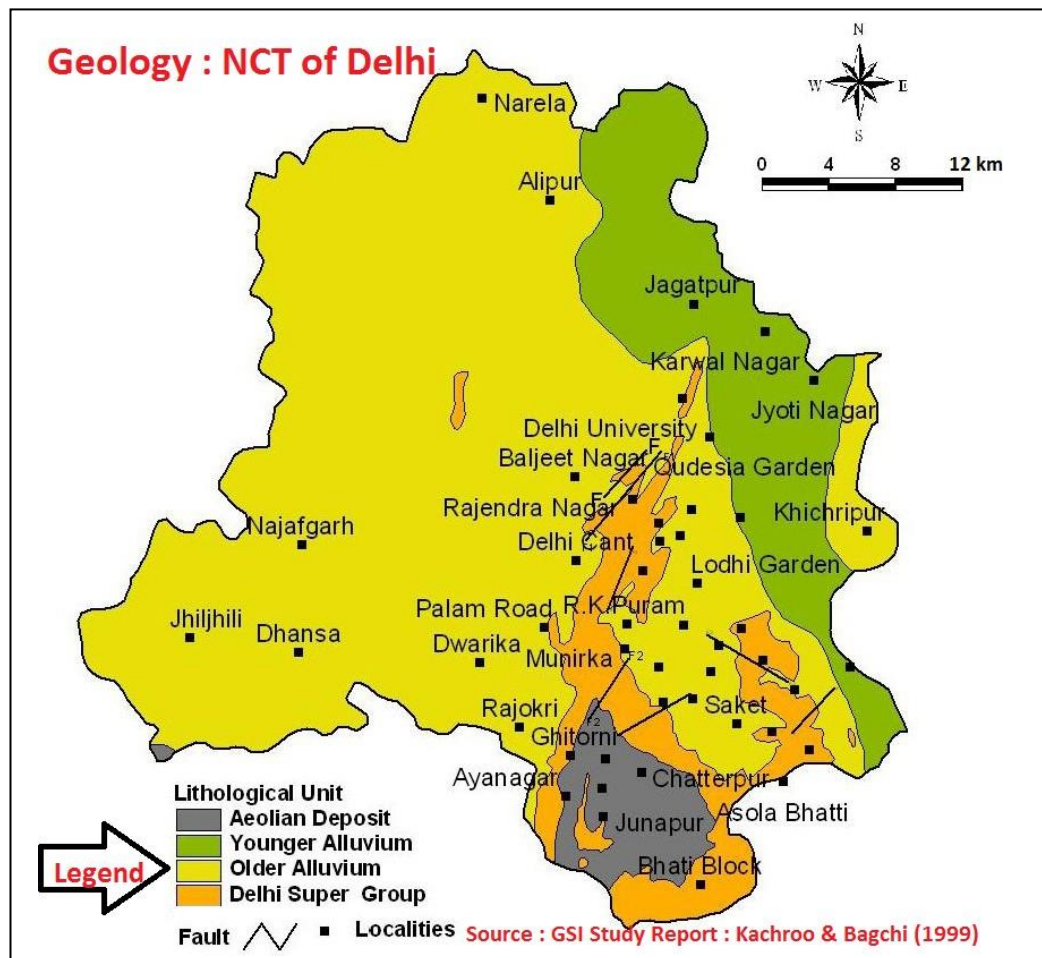 Geology : NCT of Delhi
N
W E
S
0 4 8 12 km
Narela
Alipur
Jagatpur
Karwal Nagar
Jyoti Nagar
Delhi University
F
Baljeet Nagar
Qudesia Garden
F
Rajendra Nagar
Khichripur
Najafgarh
Delhi Cant
Lodhi Garden
Jhiljhili
Palam Road
R.K.Puram
Dhansa
Dwarika
Munirka
F2
Rajokri
F2
Saket
Ghitorni
Ayanagar
Chatterpur
Asola Bhatti
Junapur
Bhati Block
Legend
Lithological Unit
Aeolian Deposit
Younger Alluvium
Older Alluvium
Delhi Super Group
Fault
Localities
Source : GSI Study Report : Kachroo & Bagchi (1999)